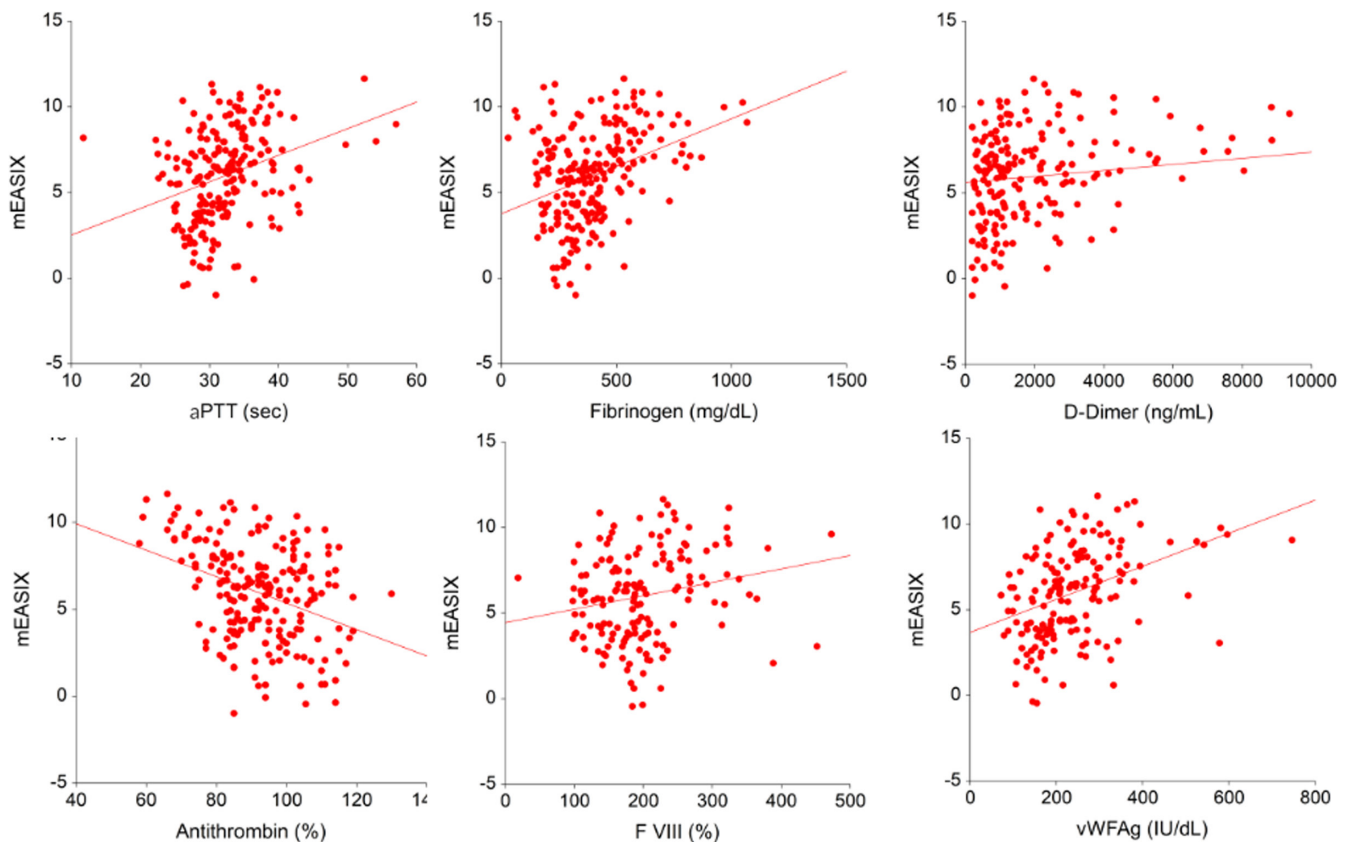 15
10
5
0
-5
mEASIX
10 20 30 40 50 60
aPTT (sec)
15
10
5
0
-5
mEASIX
0 500 1000 1500
Fibrinogen (mg/dL)
15
10
5
0
-5
mEASIX
0 2000 4000 6000 8000 10000
D-Dimer (ng/mL)
10
5
0
-5
mEASIX
40 60 80 100 120
Antithrombin (%)
15
10
5
0
-5
mEASIX
0 100 200 300 400 500
F VIII (%)
15
10
5
0
-5
mEASIX
0 200 400 600 800
vWFAg (IU/dL)